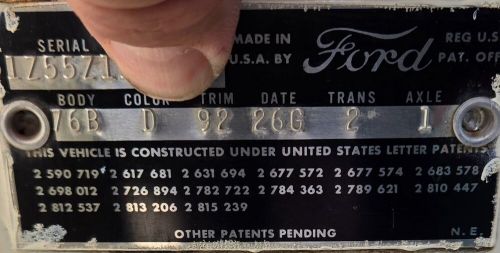 SERIAL MADE IN Ford REG U.S.
1Z55Z1 U.S.A. BY PAT. OFF
BODY COLOR TRIM DATE TRANS AXLE
76B D 92 26G 2 1
THIS VEHICLE IS CONSTRUCTED UNDER UNITED STATES LETTER PATENTS
2 590 719 2 617 681 2 631 694 2 677 572 2 677 574 2 683 578
2 698 012 2 726 894 2 782 722 2 784 363 2 789 621 2 810 447
2 812 537 2 813 206 2 815 239
OTHER PATENTS PENDING N.E.